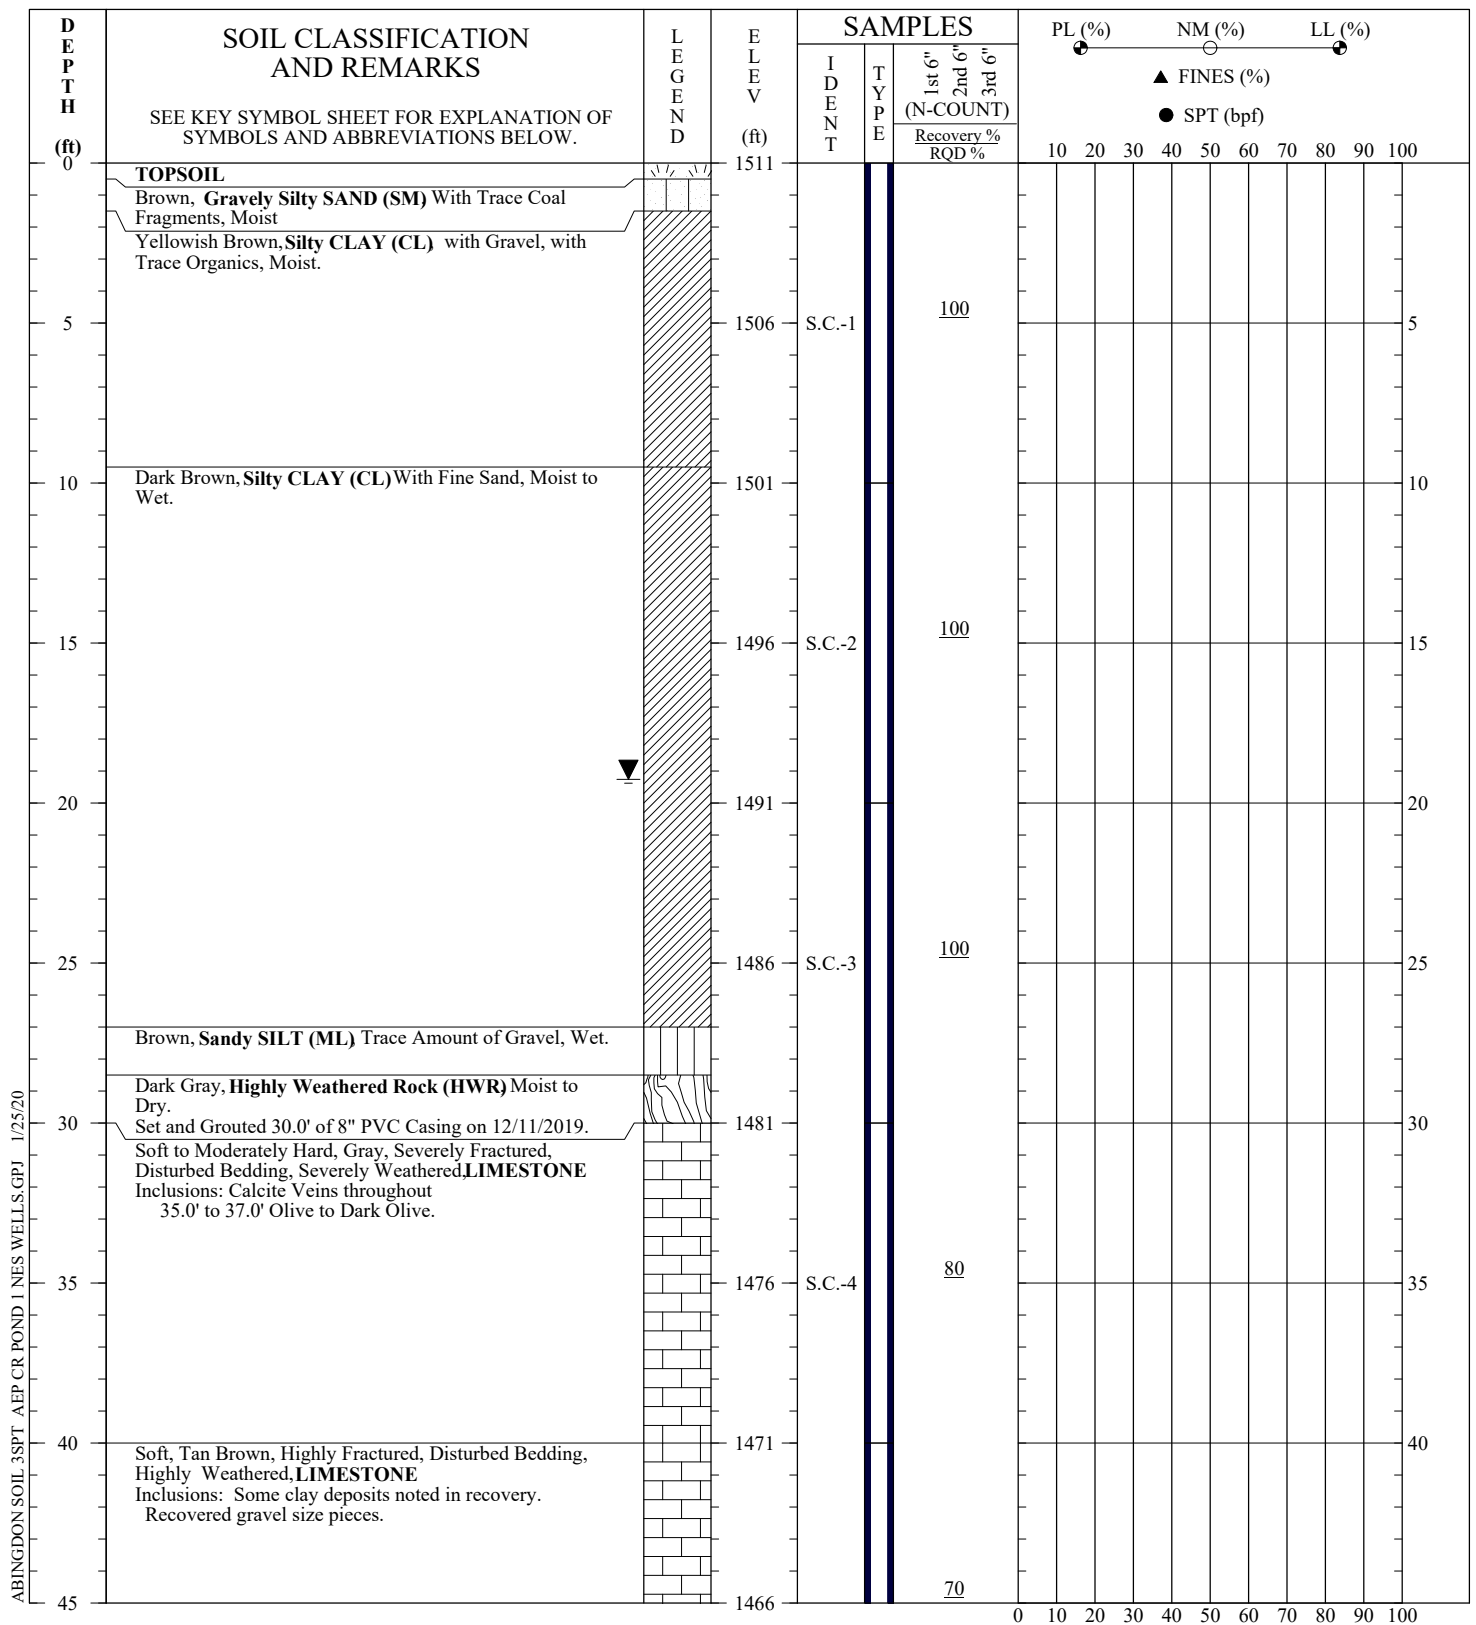 DEPTH (ft)
SOIL CLASSIFICATION
AND REMARKS
SEE KEY SYMBOL SHEET FOR EXPLANATION OF
SYMBOLS AND ABBREVIATIONS BELOW.
LEGEND
ELEV (ft)
SAMPLES
IDENT
TYPE
1st 6"
2nd 6"
3rd 6"
(N-COUNT)
Recovery %
RQD %
PL (%) NM (%) LL (%)
FINES (%)
SPT (bpf)
10 20 30 40 50 60 70 80 90 100
0 1511
TOPSOIL
Brown, Gravely Silty SAND (SM), With Trace Coal
Fragments, Moist
Yellowish Brown, Silty CLAY (CL), with Gravel, with
Trace Organics, Moist.
100
5 1506 S.C.-1 5
Dark Brown, Silty CLAY (CL) With Fine Sand, Moist to
Wet.
10 1501 10
100
15 1496 S.C.-2 15
20 1491 20
100
25 1486 S.C.-3 25
Brown, Sandy SILT (ML), Trace Amount of Gravel, Wet.
Dark Gray, Highly Weathered Rock (HWR), Moist to
Dry.
Set and Grouted 30.0' of 8" PVC Casing on 12/11/2019.
30 1481 30
Soft to Moderately Hard, Gray, Severely Fractured,
Disturbed Bedding, Severely Weathered, LIMESTONE
Inclusions: Calcite Veins throughout
35.0' to 37.0' Olive to Dark Olive.
80
35 1476 S.C.-4 35
40 1471 40
Soft, Tan Brown, Highly Fractured, Disturbed Bedding,
Highly Weathered, LIMESTONE
Inclusions: Some clay deposits noted in recovery.
Recovered gravel size pieces.
70
45 1466
0 10 20 30 40 50 60 70 80 90 100
ABINGDON SOIL 3SPT AEP CR POND 1 NES WELLS.GPJ 1/25/20